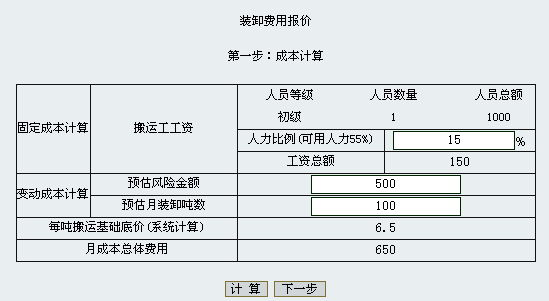 装卸费用报价
第一步：成本计算
人员等级 人员数量 人员总额
初级 1 1000
固定成本计算 搬运工工资
人力比例(可用人力55%) 15 %
工资总额 150
变动成本计算
预估风险金额 500
预估月装卸吨数 100
每吨搬运基础底价(系统计算) 6.5
月成本总体费用 650
计 算 下一步